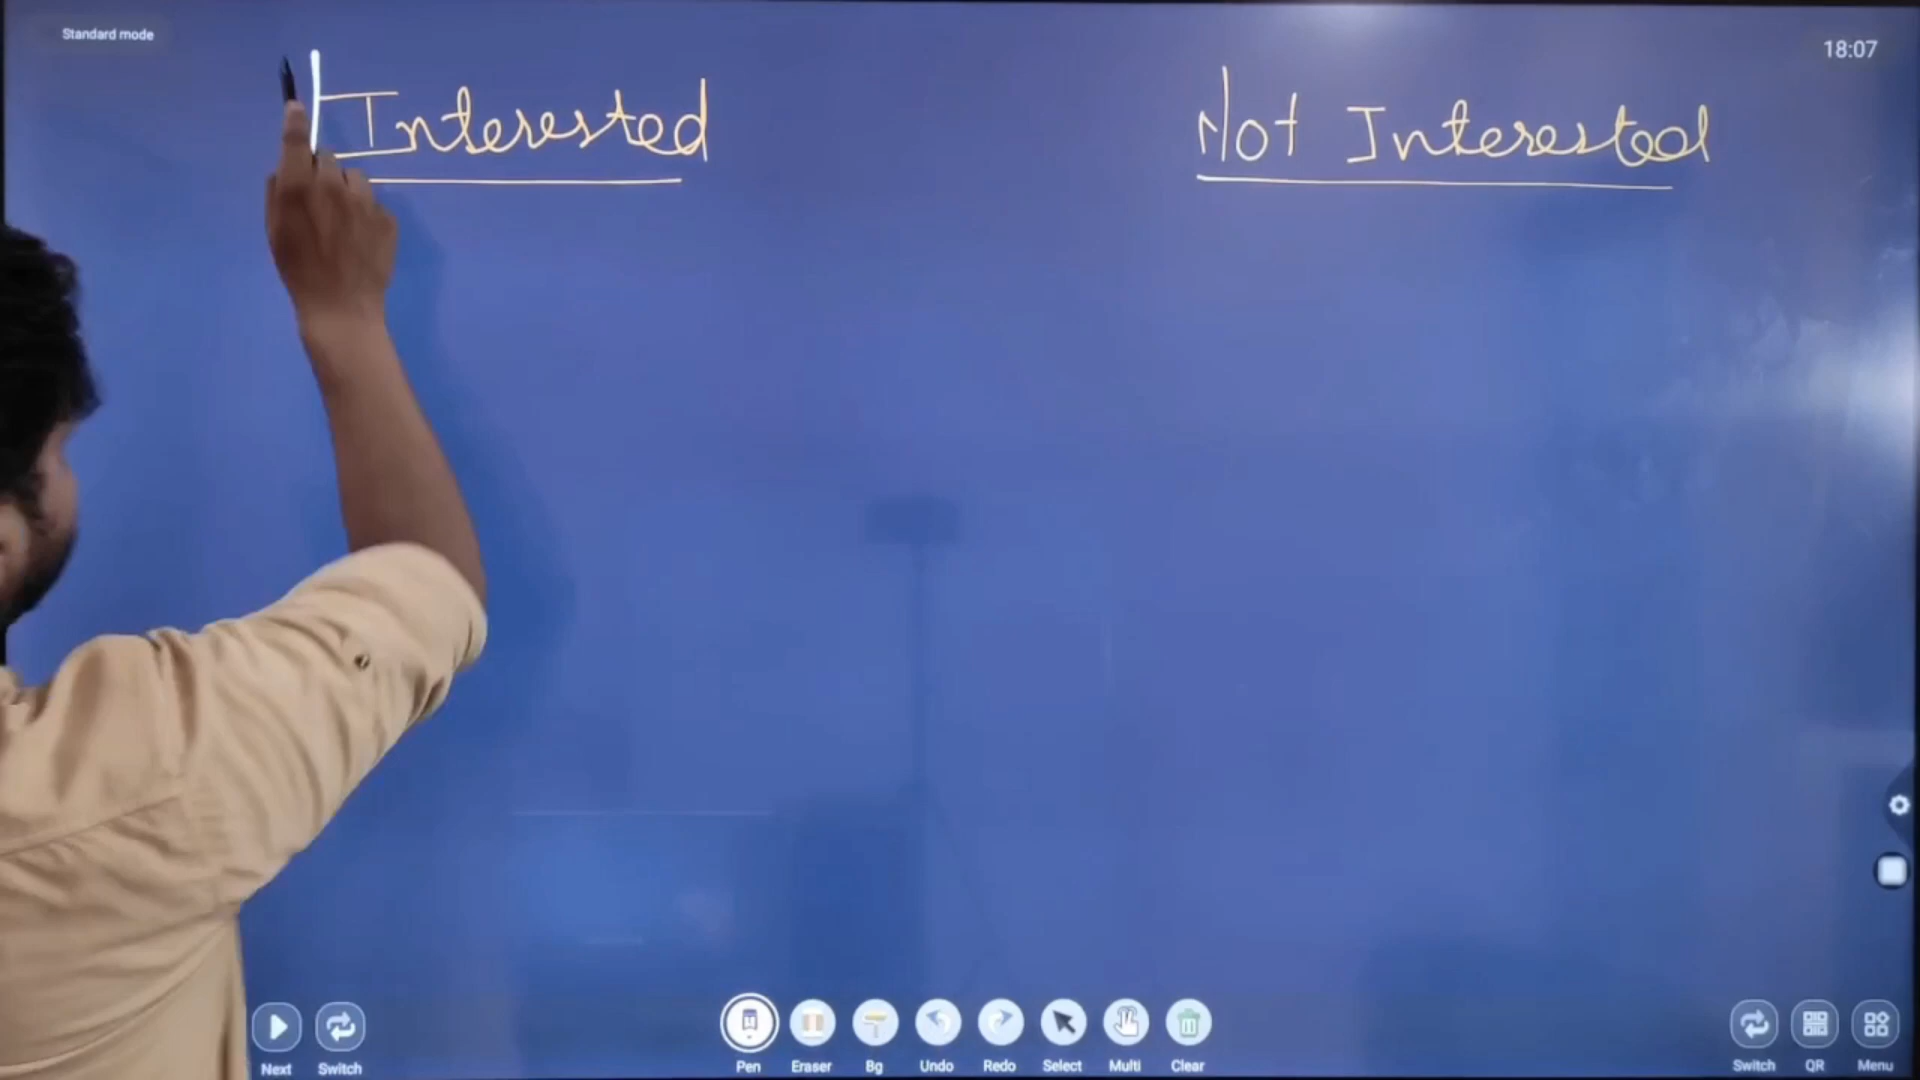 Standard mode
18:07
Interested
Not Interested
Next
Switch
Pen
Eraser
Bg
Undo
Redo
Select
Multi
Clear
Switch
QR
Menu